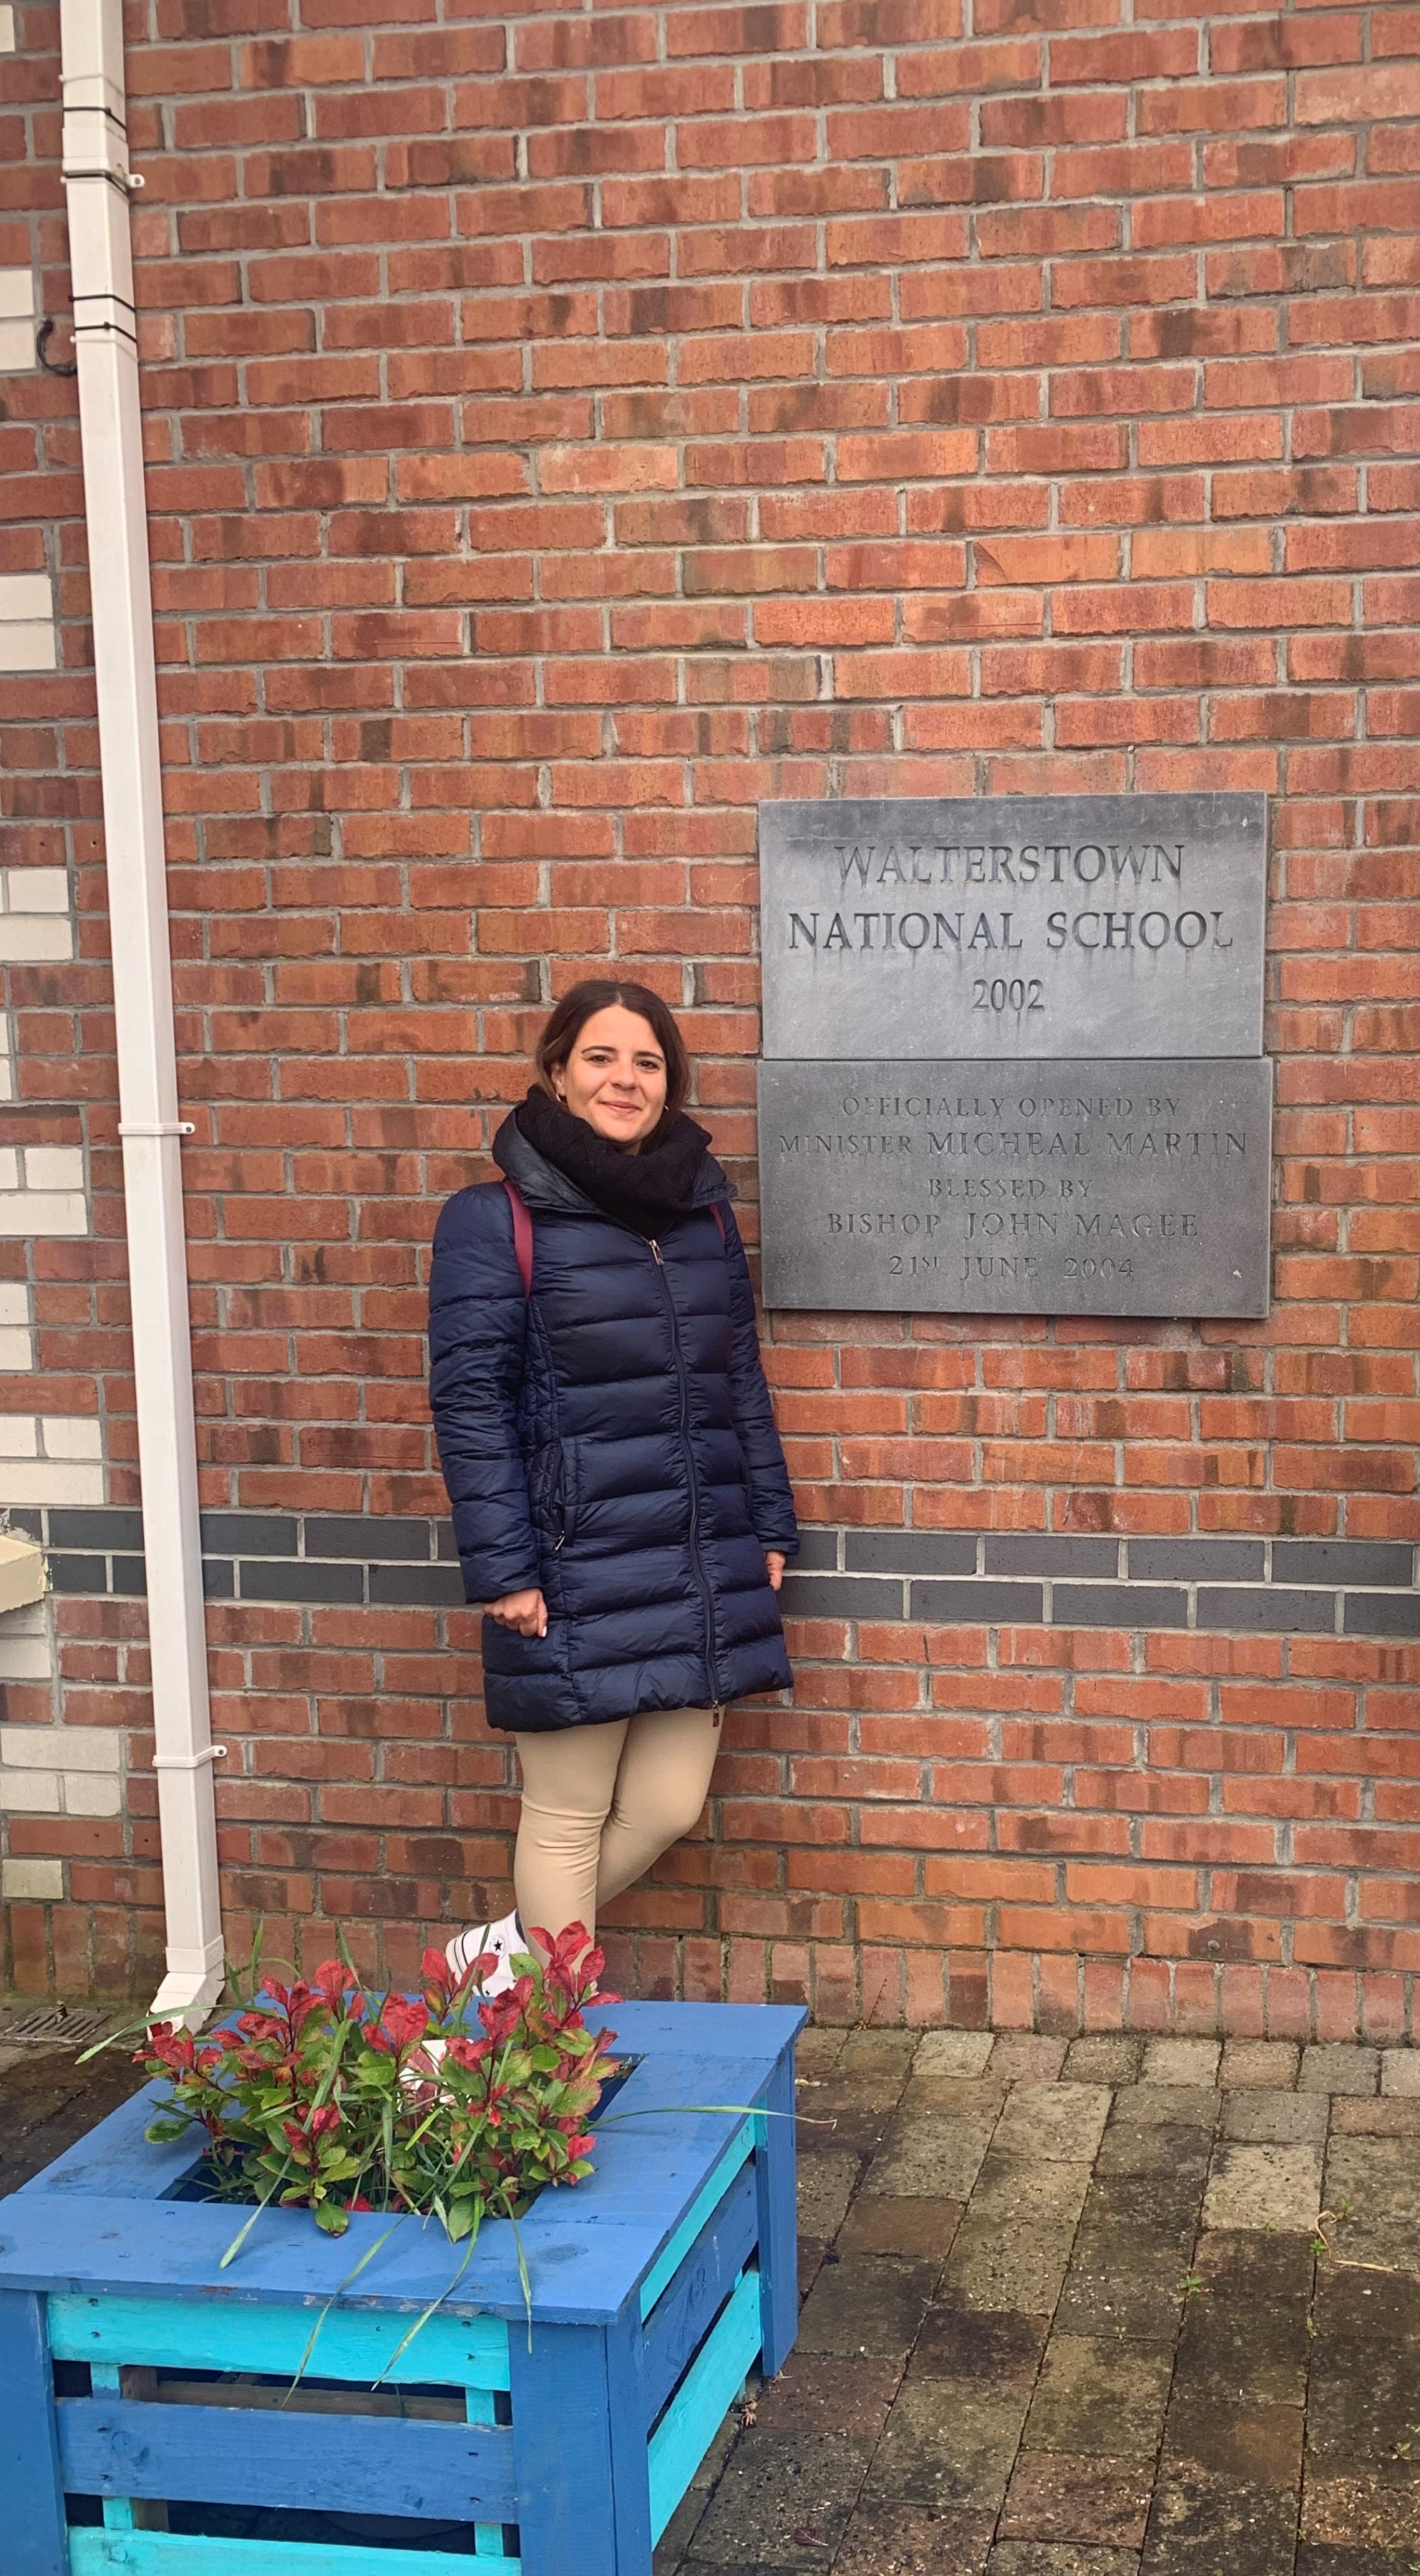 WALTERSTOWN
NATIONAL SCHOOL
2002
OFFICIALLY OPENED BY
MINISTER MICHEAL MARTIN
BLESSED BY
BISHOP JOHN MAGEE
21ST JUNE 2004